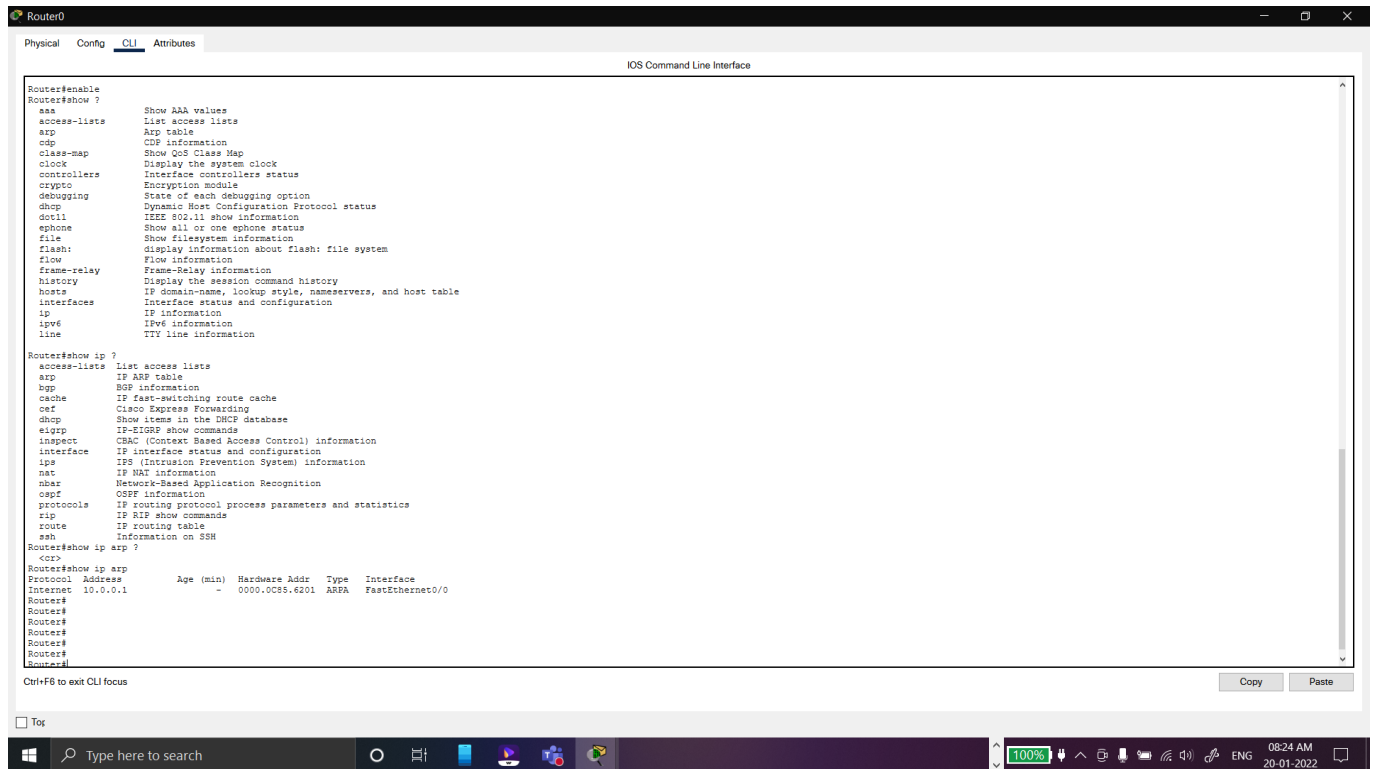 Router0
Physical Config CLI Attributes
IOS Command Line Interface
Router#enable
Router#show ?
aaa Show AAA values
access-lists List access lists
arp Arp table
cdp CDP information
class-map Show QoS Class Map
clock Display the system clock
controllers Interface controllers status
crypto Encryption module
debugging State of each debugging option
dhcp Dynamic Host Configuration Protocol status
dot11 IEEE 802.11 show information
ephone Show all or one ephone status
file Show filesystem information
flash: display information about flash: file system
flow Flow information
frame-relay Frame-Relay information
history Display the session command history
hosts IP domain-name, lookup style, nameservers, and host table
interfaces Interface status and configuration
ip IP information
ipv6 IPv6 information
line TTY line information
Router#show ip ?
access-lists List access lists
arp IP ARP table
bgp BGP information
cache IP fast-switching route cache
cef Cisco Express Forwarding
dhcp Show items in the DHCP database
eigrp IP-EIGRP show commands
inspect CBAC (Context Based Access Control) information
interface IP interface status and configuration
ips IPS (Intrusion Prevention System) information
nat IP NAT information
nbar Network-Based Application Recognition
ospf OSPF information
protocols IP routing protocol process parameters and statistics
rip IP RIP show commands
route IP routing table
ssh Information on SSH
Router#show ip arp ?
<cr>
Router#show ip arp
Protocol Address Age (min) Hardware Addr Type Interface
Internet 10.0.0.1 - 0000.0C85.6201 ARPA FastEthernet0/0
Router#
Router#
Router#
Router#
Router#
Router#
Router#
Ctrl+F6 to exit CLI focus
Copy Paste
Top
Type here to search
100% ENG 08:24 AM
20-01-2022